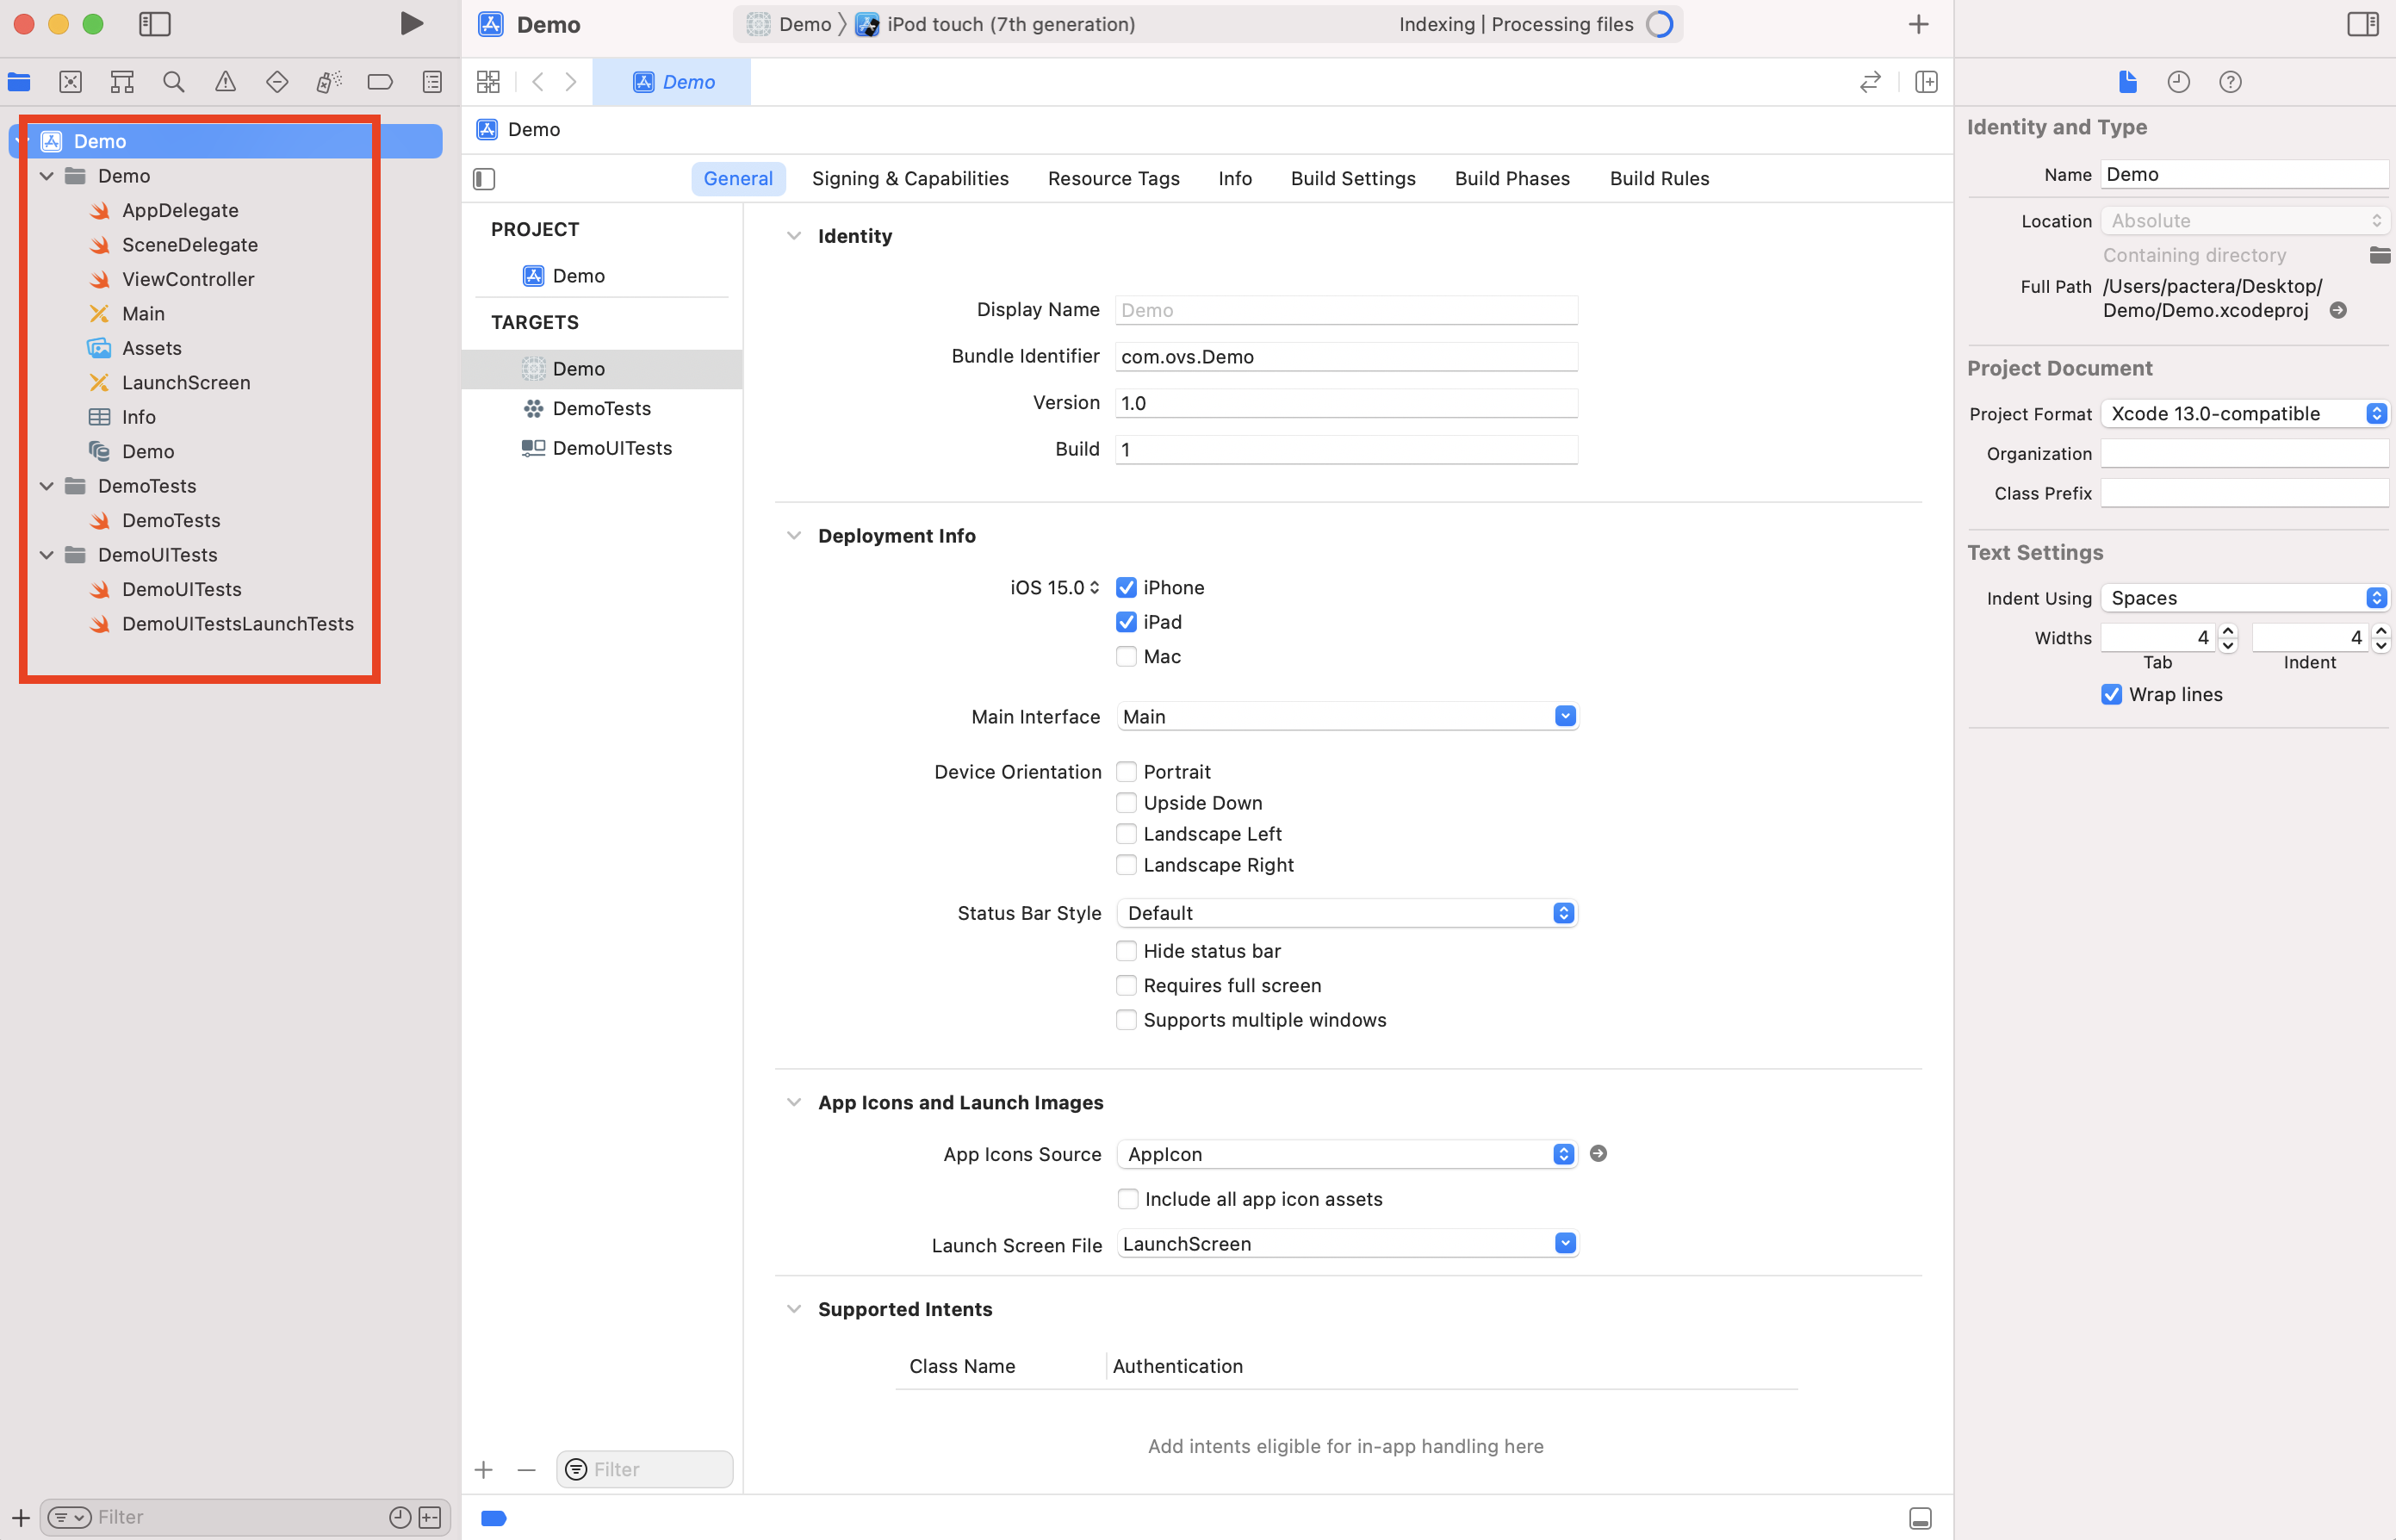 Demo
Demo
iPod touch (7th generation)
Indexing | Processing files
Demo
Demo
Demo
Demo
AppDelegate
SceneDelegate
ViewController
Main
Assets
LaunchScreen
Info
Demo
DemoTests
DemoTests
DemoUITests
DemoUITests
DemoUITestsLaunchTests
Filter
General
Signing & Capabilities
Resource Tags
Info
Build Settings
Build Phases
Build Rules
PROJECT
Demo
TARGETS
Demo
DemoTests
DemoUITests
Filter
Identity
Display Name Demo
Bundle Identifier com.ovs.Demo
Version 1.0
Build 1
Deployment Info
iOS 15.0 iPhone
iPad
Mac
Main Interface Main
Device Orientation Portrait
Upside Down
Landscape Left
Landscape Right
Status Bar Style Default
Hide status bar
Requires full screen
Supports multiple windows
App Icons and Launch Images
App Icons Source AppIcon
Include all app icon assets
Launch Screen File LaunchScreen
Supported Intents
Class Name Authentication
Add intents eligible for in-app handling here
Identity and Type
Name Demo
Location Absolute
Containing directory
Full Path /Users/pactera/Desktop/
Demo/Demo.xcodeproj
Project Document
Project Format Xcode 13.0-compatible
Organization
Class Prefix
Text Settings
Indent Using Spaces
Widths 4 4
Tab Indent
Wrap lines